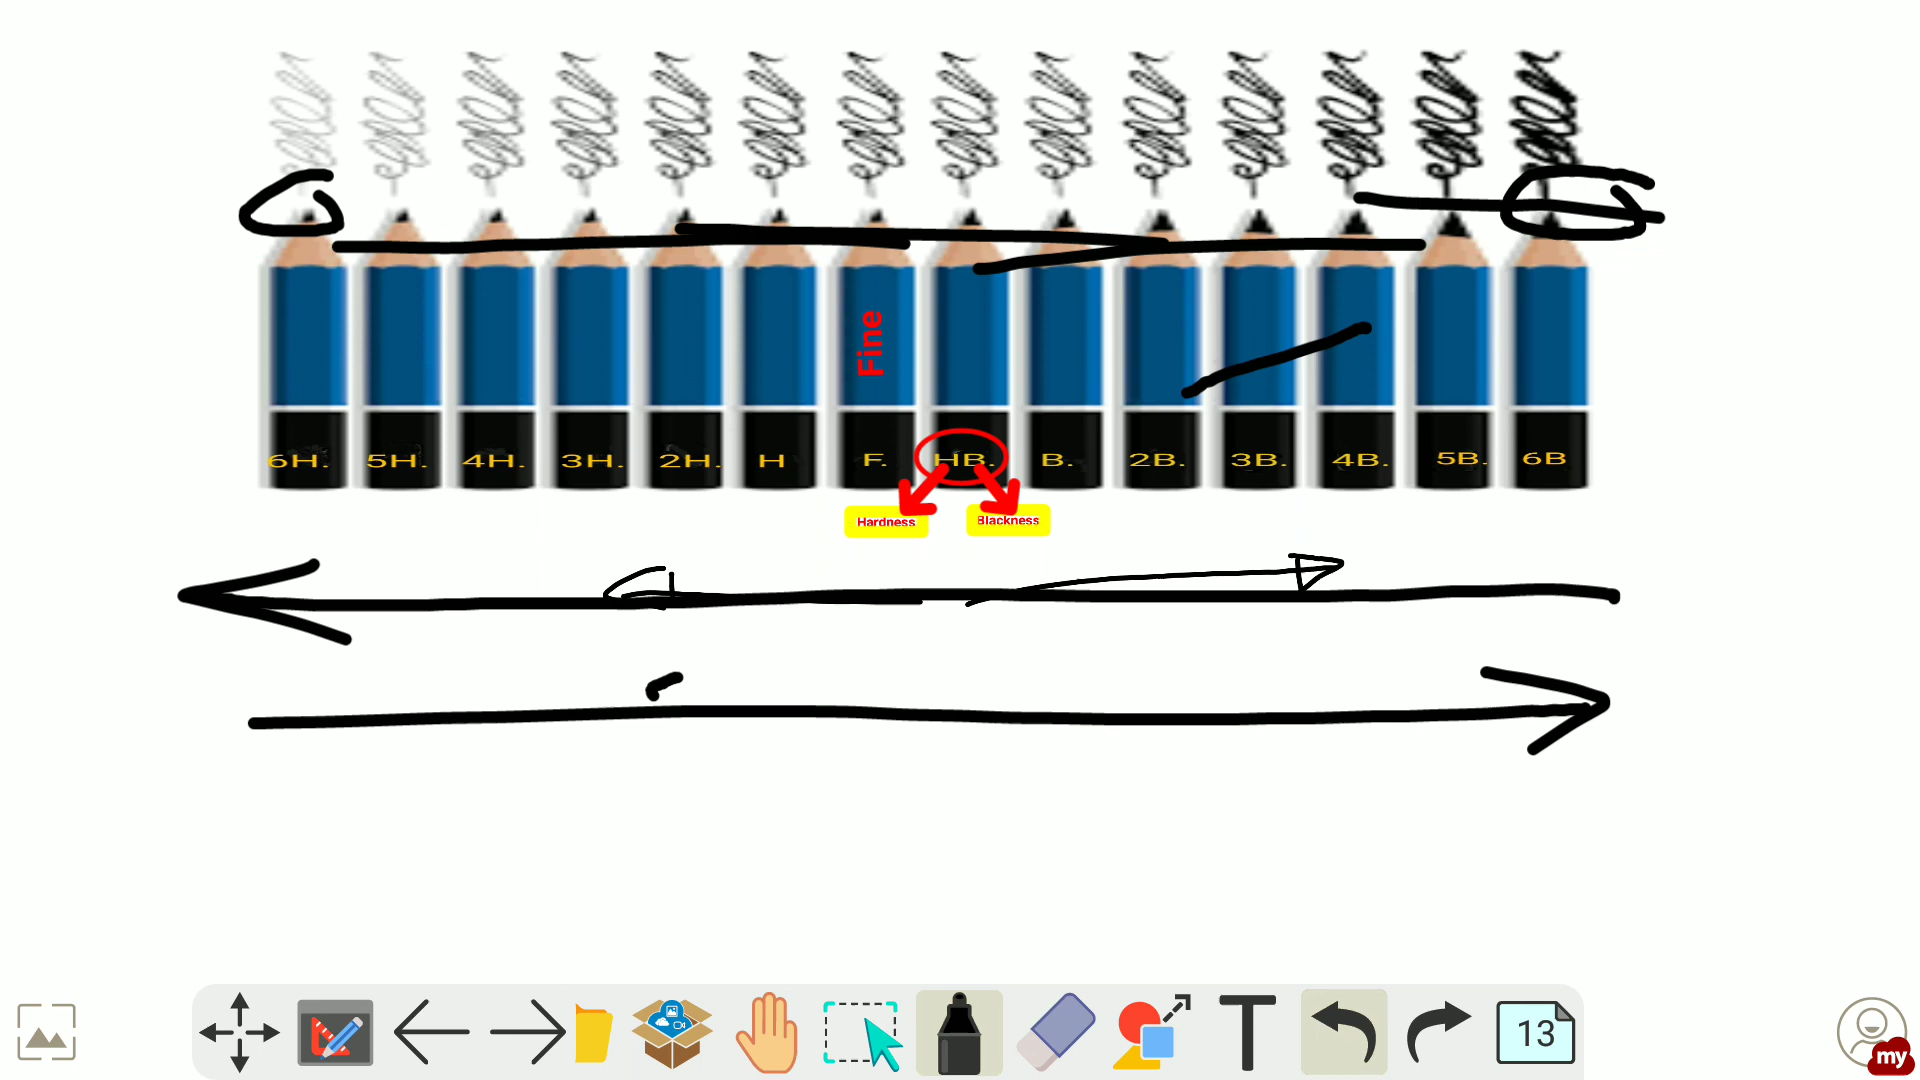 Fine
6H. 5H. 4H. 3H. 2H. H F. HB. B. 2B. 3B. 4B. 5B. 6B
Hardness Blackness
13
my